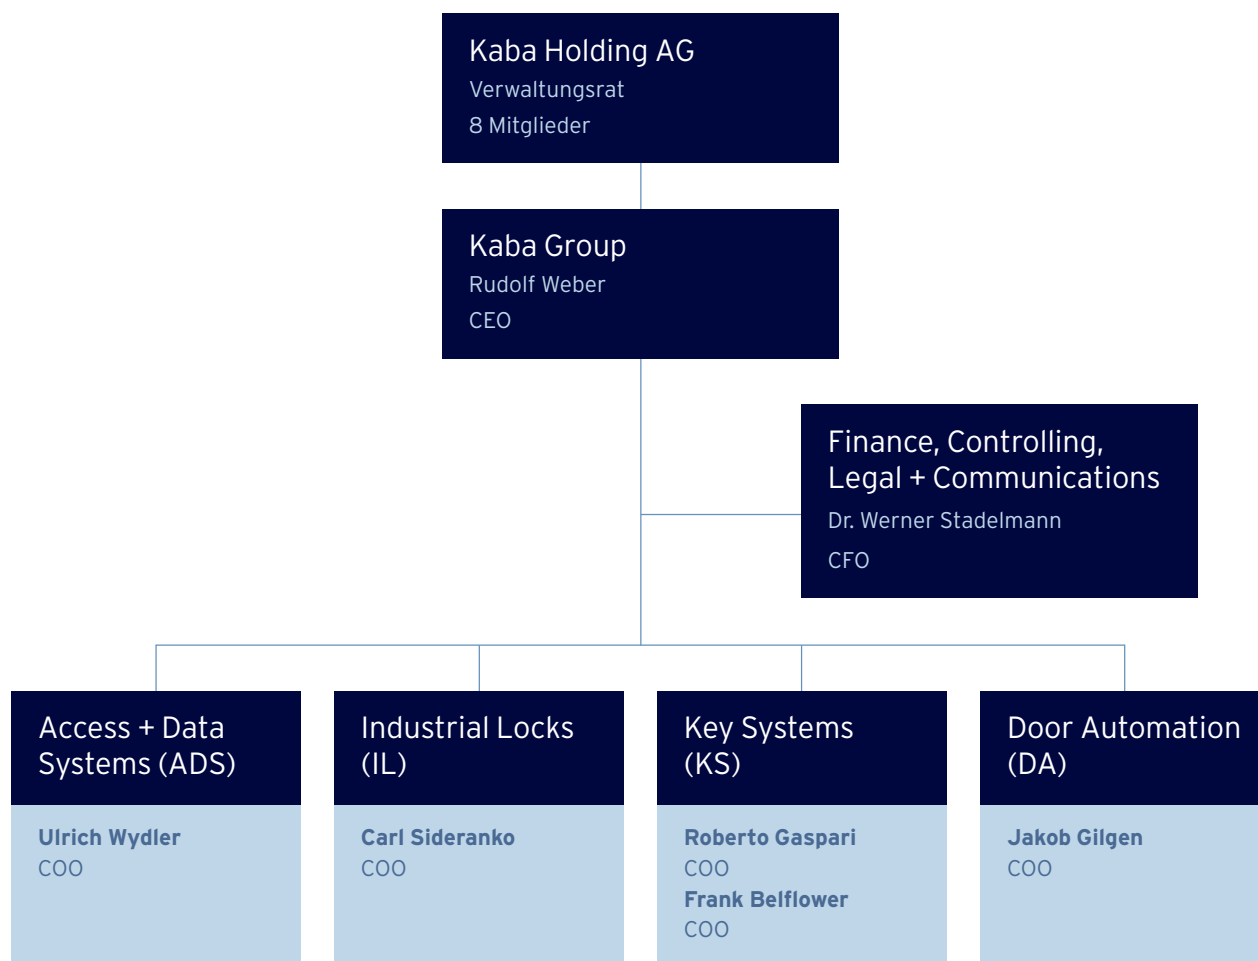 Kaba Holding AG
Verwaltungsrat
8 Mitglieder
Kaba Group
Rudolf Weber
CEO
Finance, Controlling,
Legal + Communications
Dr. Werner Stadelmann
CFO
Access + Data
Systems (ADS)
Ulrich Wydler
COO
Industrial Locks
(IL)
Carl Sideranko
COO
Key Systems
(KS)
Roberto Gaspari
COO
Frank Belflower
COO
Door Automation
(DA)
Jakob Gilgen
COO